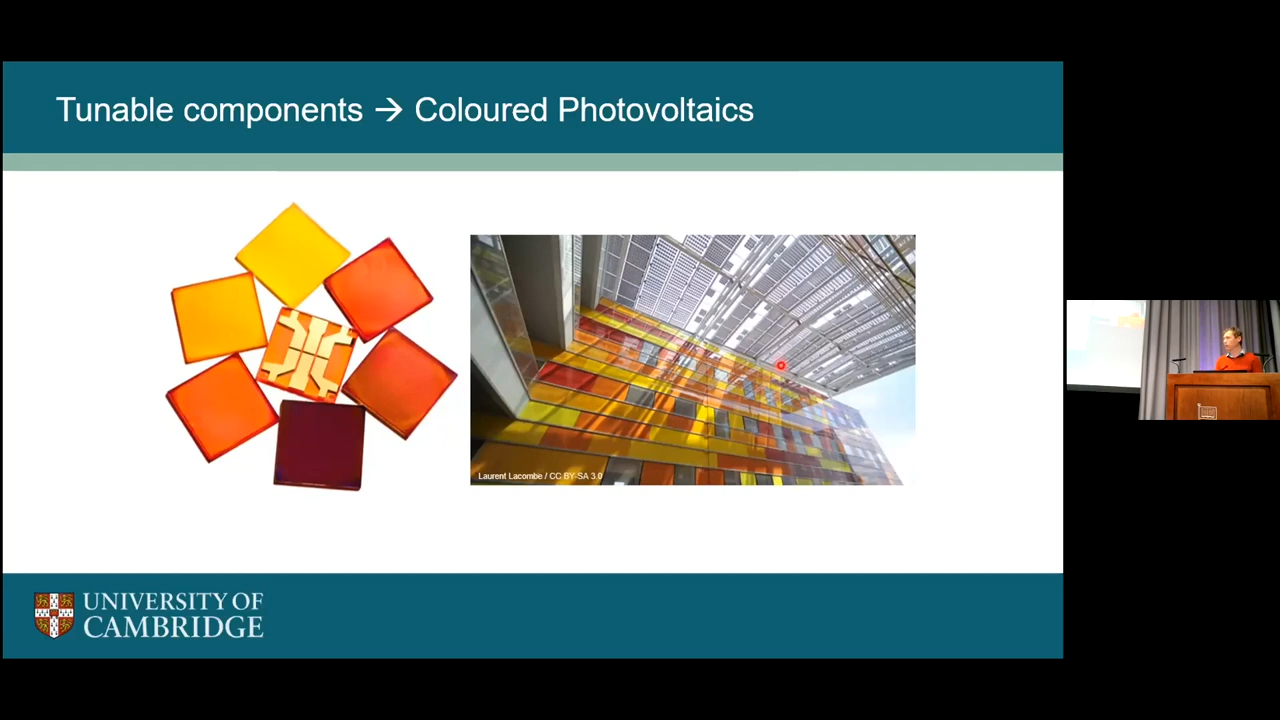 Tunable components → Coloured Photovoltaics
Laurent Lacombe / CC BY-SA 3.0
UNIVERSITY OF
CAMBRIDGE